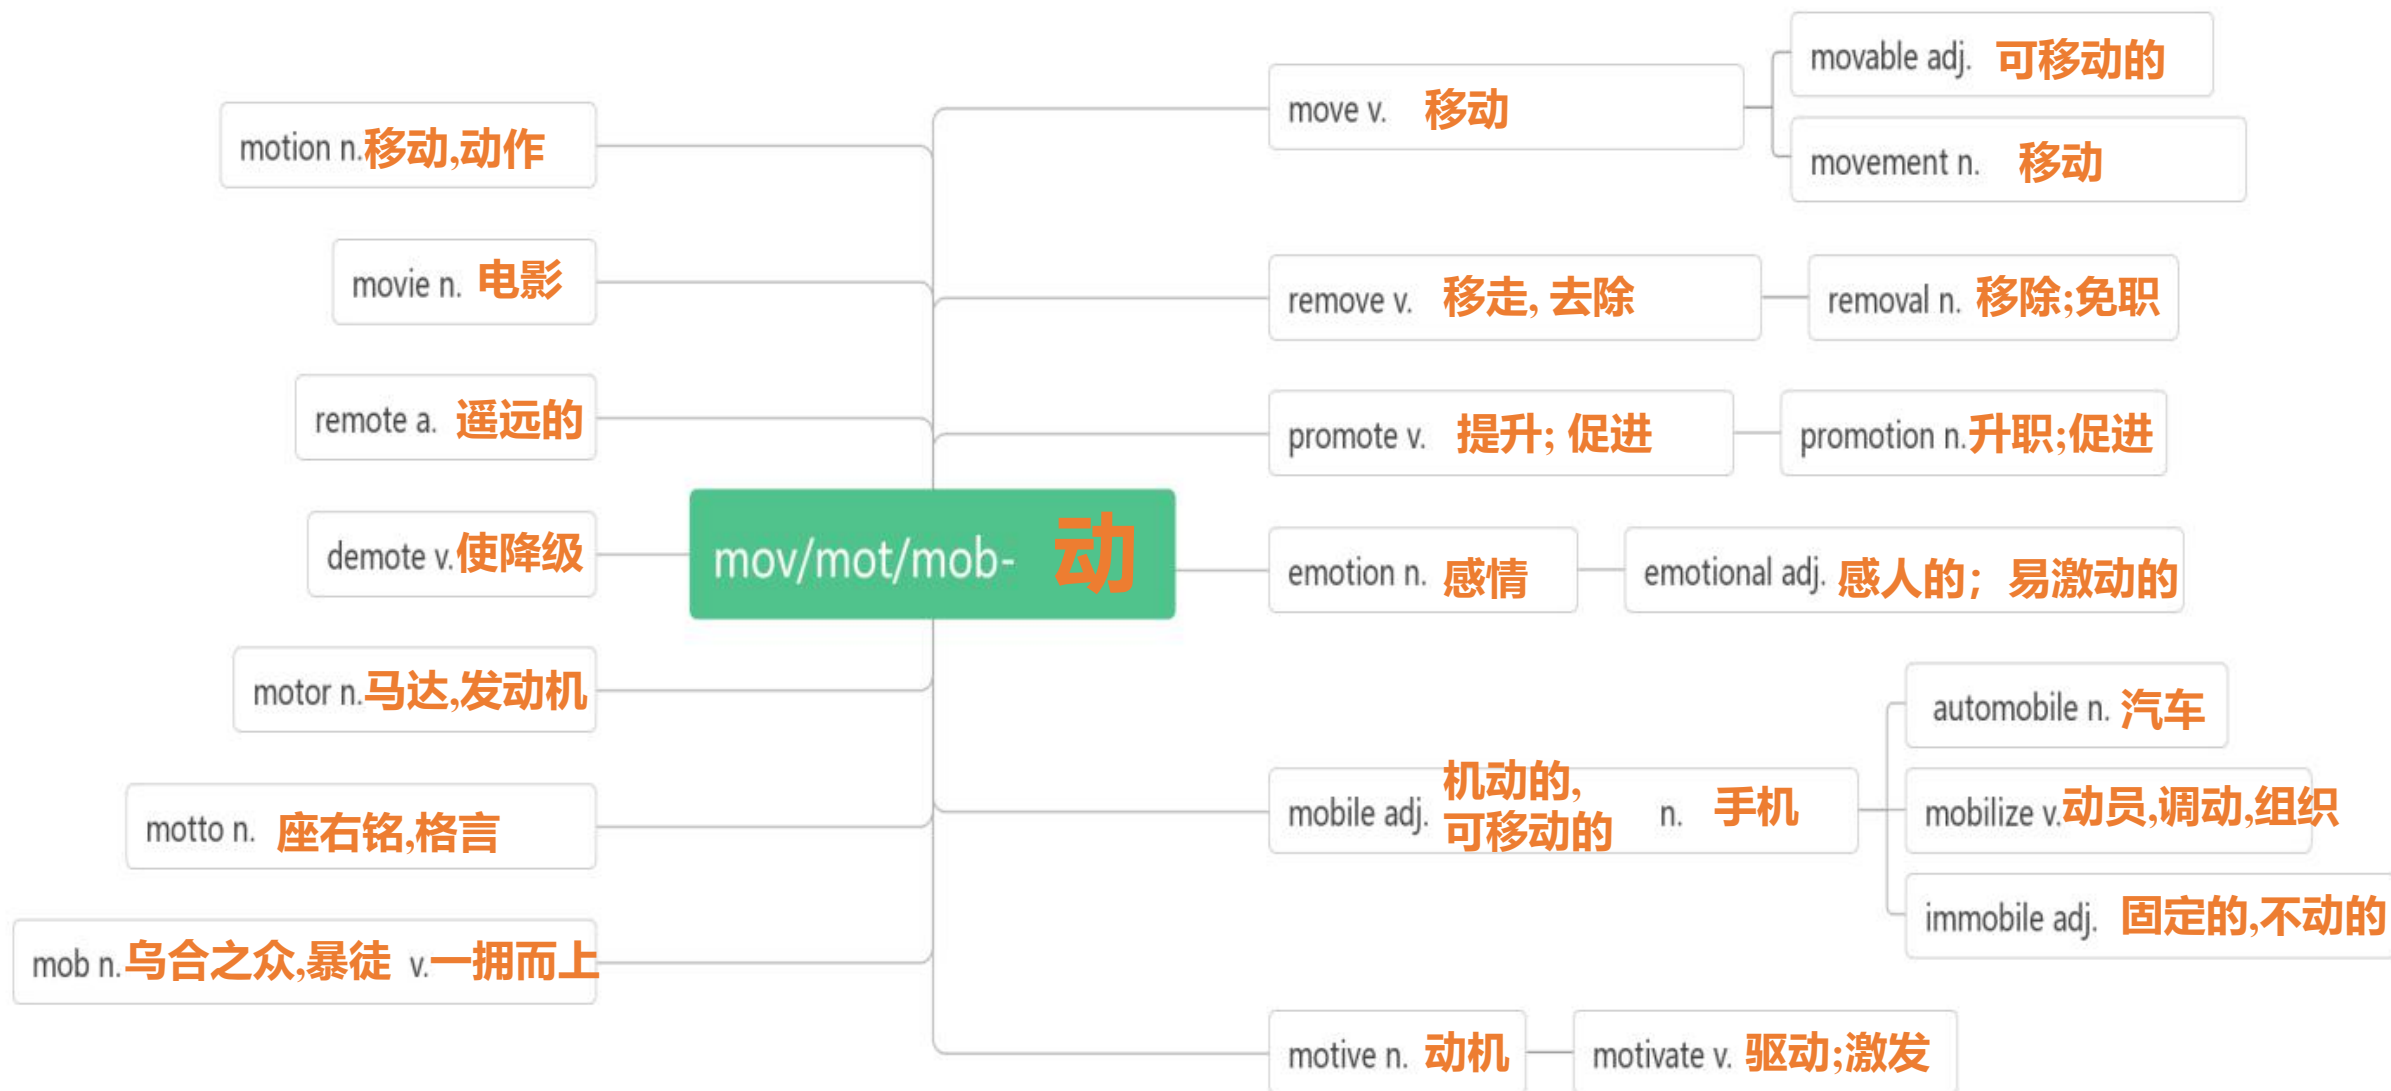 mov/mot/mob- 动
motion n.移动,动作
movie n. 电影
remote a. 遥远的
demote v.使降级
motor n.马达,发动机
motto n. 座右铭,格言
mob n.乌合之众,暴徒 v.一拥而上
move v. 移动
movable adj. 可移动的
movement n. 移动
remove v. 移走, 去除
removal n. 移除;免职
promote v. 提升; 促进
promotion n.升职;促进
emotion n. 感情
emotional adj. 感人的；易激动的
mobile adj. 机动的,
可移动的 n. 手机
automobile n. 汽车
mobilize v.动员,调动,组织
immobile adj. 固定的,不动的
motive n. 动机
motivate v. 驱动;激发